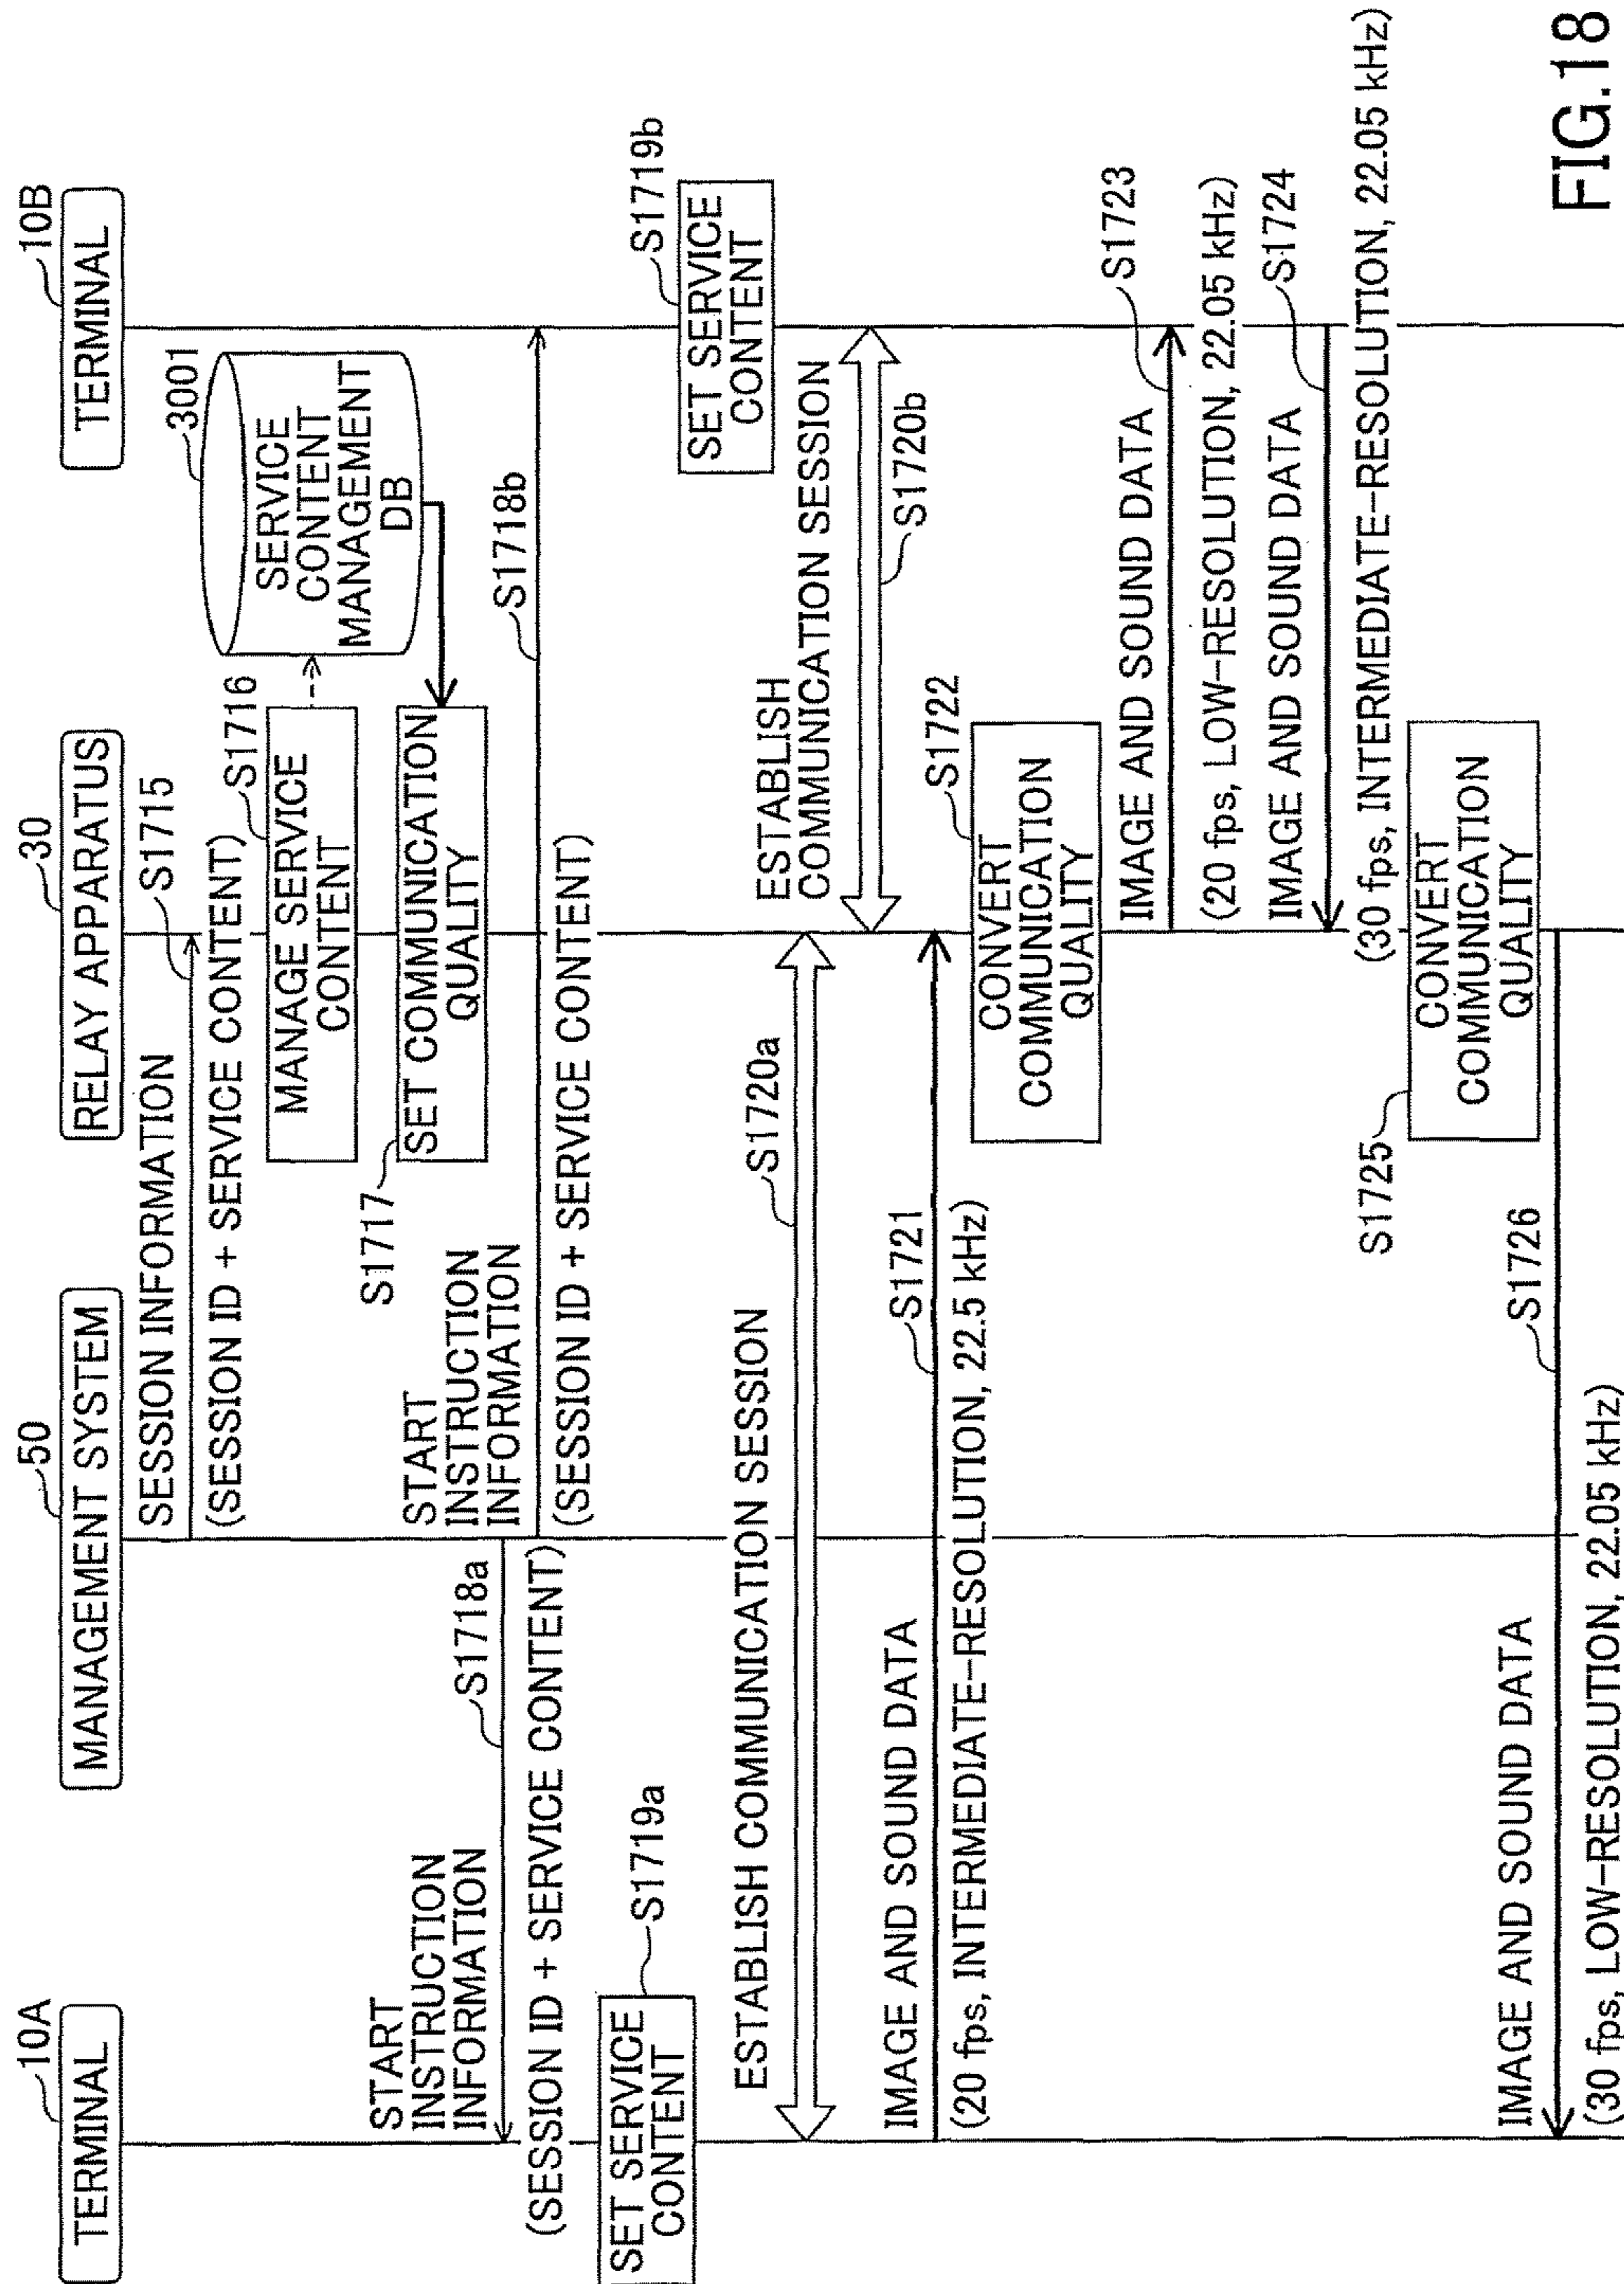 10A
TERMINAL
50
MANAGEMENT SYSTEM
30
RELAY APPARATUS
10B
TERMINAL
SESSION INFORMATION
S1715
(SESSION ID + SERVICE CONTENT)
3001
SERVICE
CONTENT
MANAGEMENT
DB
S1716
MANAGE SERVICE
CONTENT
S1717
SET COMMUNICATION
QUALITY
START
INSTRUCTION
INFORMATION
S1718a
(SESSION ID + SERVICE CONTENT)
START
INSTRUCTION
INFORMATION
S1718b
(SESSION ID + SERVICE CONTENT)
SET SERVICE
CONTENT
S1719a
SET SERVICE
CONTENT
S1719b
ESTABLISH COMMUNICATION SESSION
S1720a
ESTABLISH
COMMUNICATION SESSION
S1720b
IMAGE AND SOUND DATA
S1721
(20 fps, INTERMEDIATE-RESOLUTION, 22.5 kHz)
S1722
CONVERT
COMMUNICATION
QUALITY
IMAGE AND SOUND DATA
S1723
(20 fps, LOW-RESOLUTION, 22.05 kHz)
IMAGE AND SOUND DATA
S1724
(30 fps, INTERMEDIATE-RESOLUTION, 22.05 kHz)
S1725
CONVERT
COMMUNICATION
QUALITY
IMAGE AND SOUND DATA
S1726
(30 fps, LOW-RESOLUTION, 22.05 kHz)
FIG.18